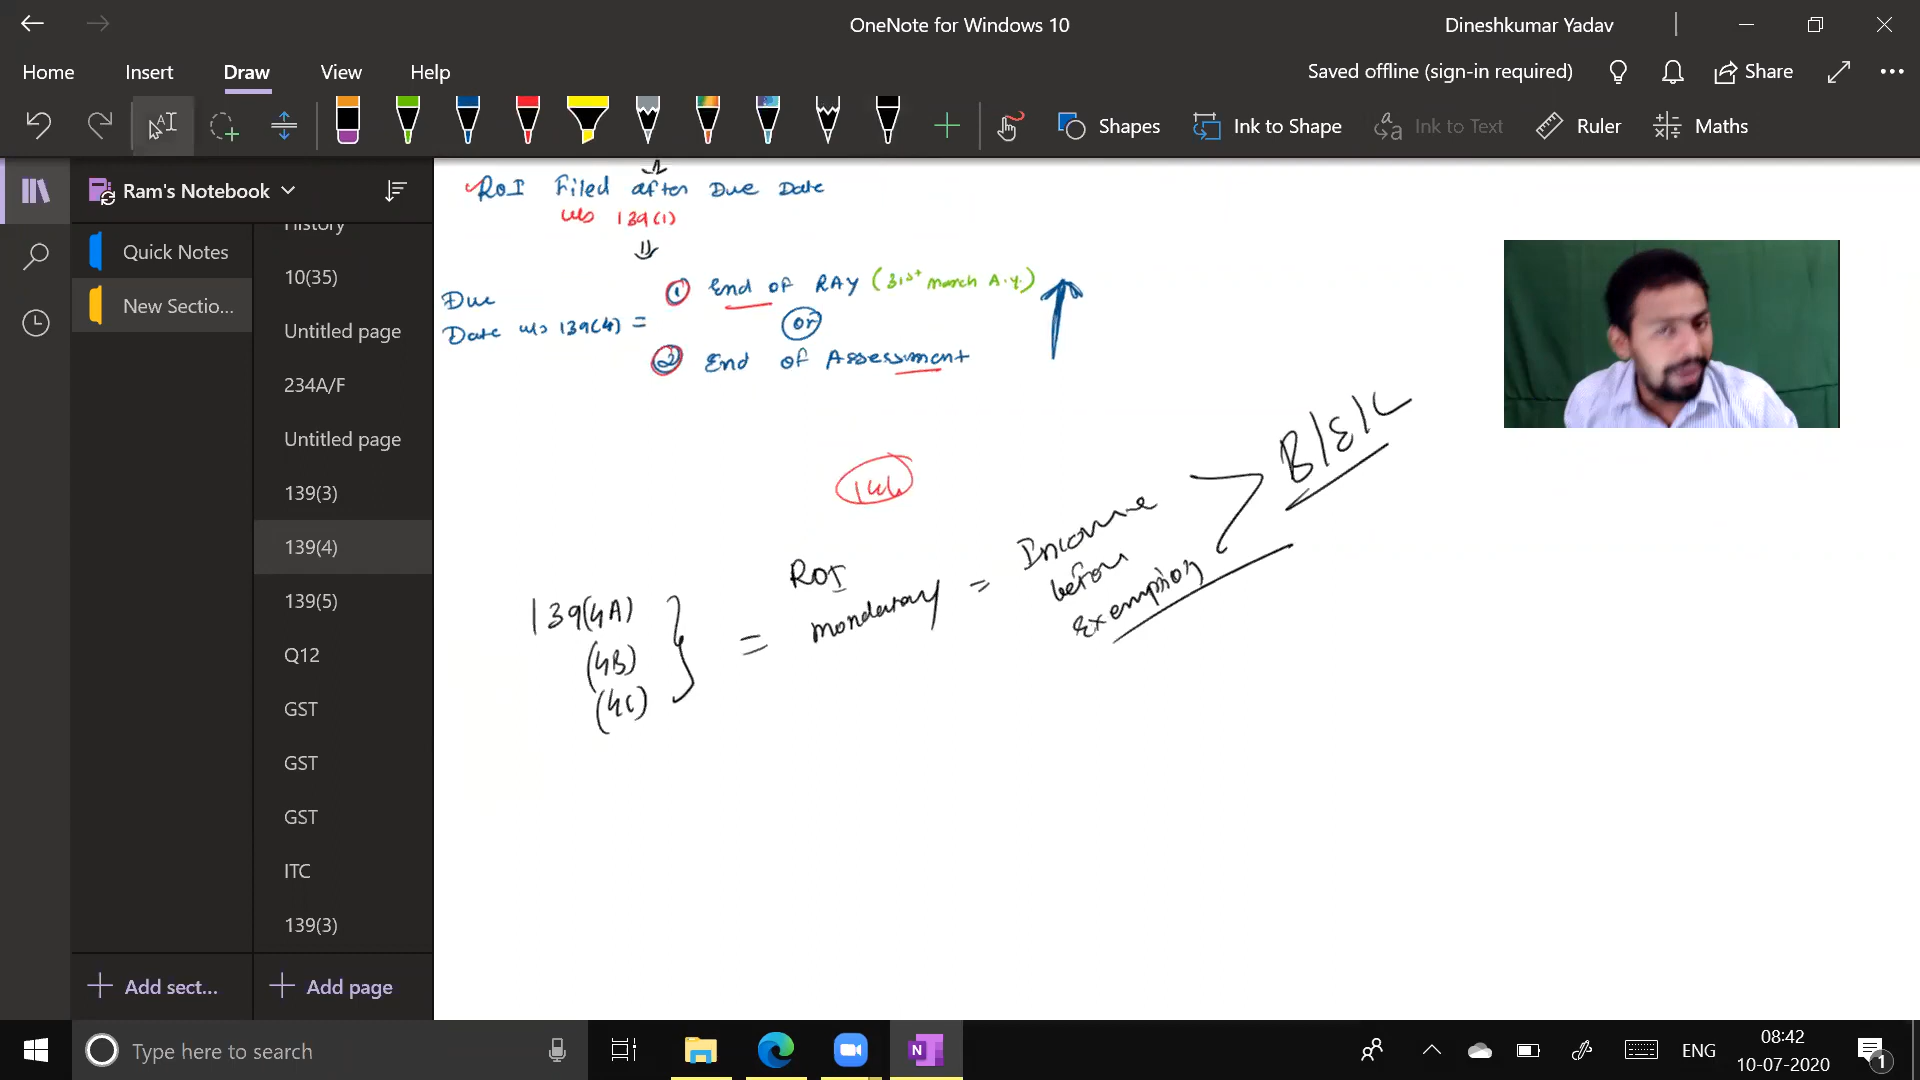 OneNote for Windows 10
Dineshkumar Yadav
Home Insert Draw View Help
Saved offline (sign-in required)
Share
Shapes
Ink to Shape
Ink to Text
Ruler
Maths
Ram's Notebook
Quick Notes
New Sectio...
History
10(35)
Untitled page
234A/F
Untitled page
139(3)
139(4)
139(5)
Q12
GST
GST
ITC
139(3)
Add sect...
Add page
ROI Filed after Due Date
u/s 139(1)
Due
Date u/s 139(4) =
① End of RAY (31st march A.Y.)
or
② End of Assessment
B/E/L
Income
before
Exemption
ROI
mandatory =
139(4A)
(4B)
(4C)
=
Type here to search
ENG
08:42
10-07-2020
1